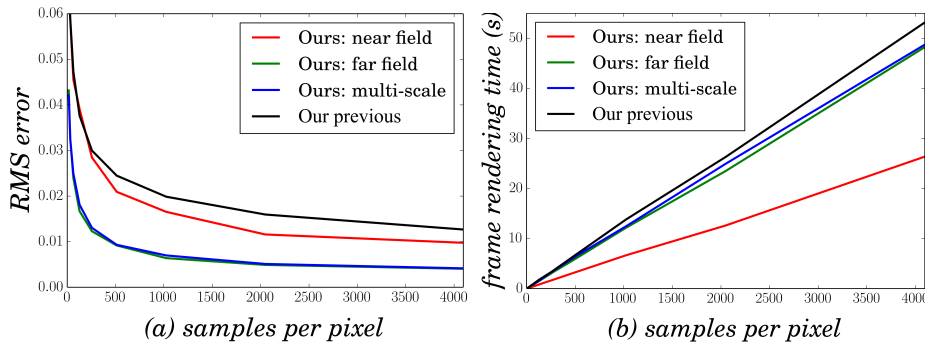 0.06
0.05
0.04
0.03
0.02
0.01
0.00
RMS error
Ours: near field
Ours: far field
Ours: multi-scale
Our previous
0 500 1000 1500 2000 2500 3000 3500 4000
(a) samples per pixel
50
40
30
20
10
0
frame rendering time (s)
Ours: near field
Ours: far field
Ours: multi-scale
Our previous
0 500 1000 1500 2000 2500 3000 3500 4000
(b) samples per pixel